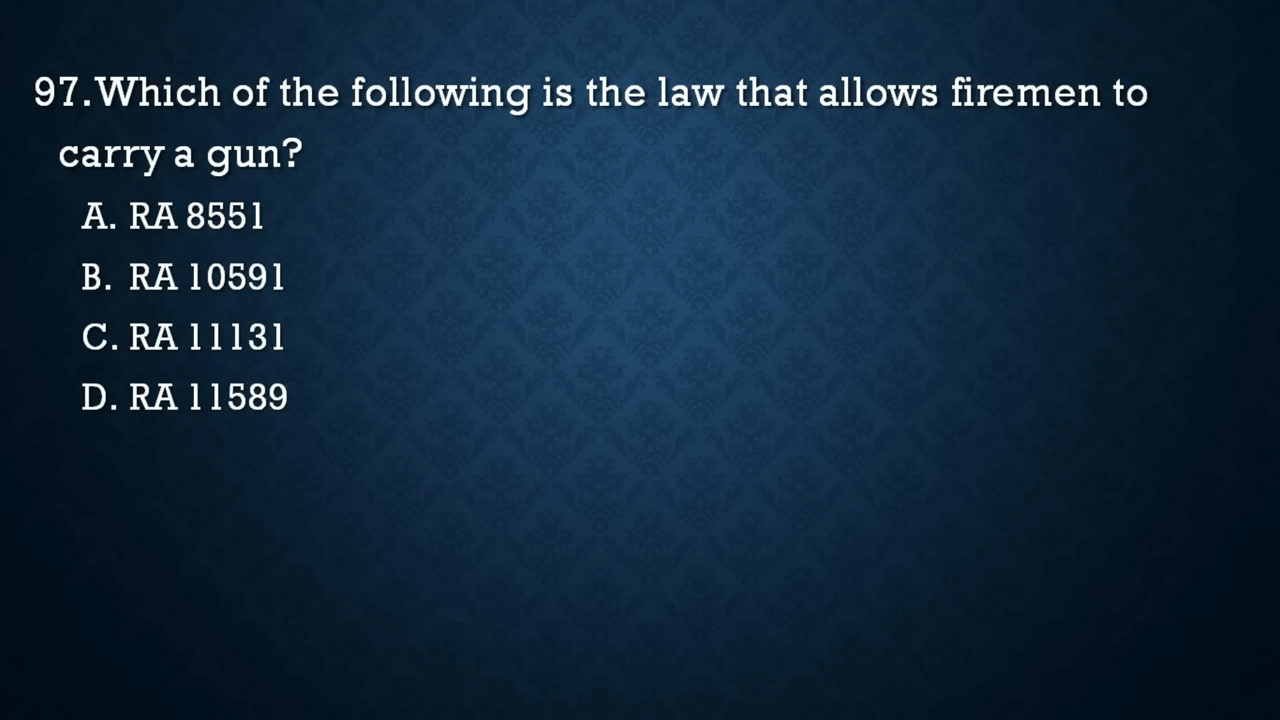 97.Which of the following is the law that allows firemen to
carry a gun?
A. RA 8551
B. RA 10591
C. RA 11131
D. RA 11589